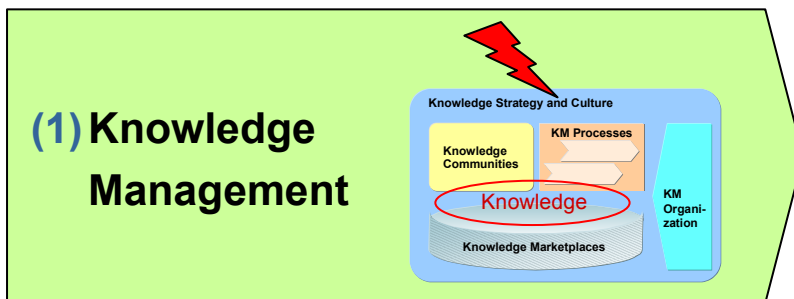 (1) Knowledge
Management
Knowledge Strategy and Culture
Knowledge
Communities
KM Processes
Knowledge
KM
Organi-
zation
Knowledge Marketplaces